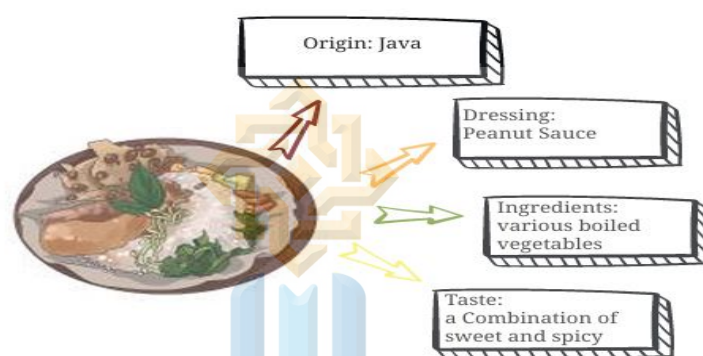 Origin: Java
Dressing:
Peanut Sauce
Ingredients:
various boiled
vegetables
Taste:
a Combination of
sweet and spicy